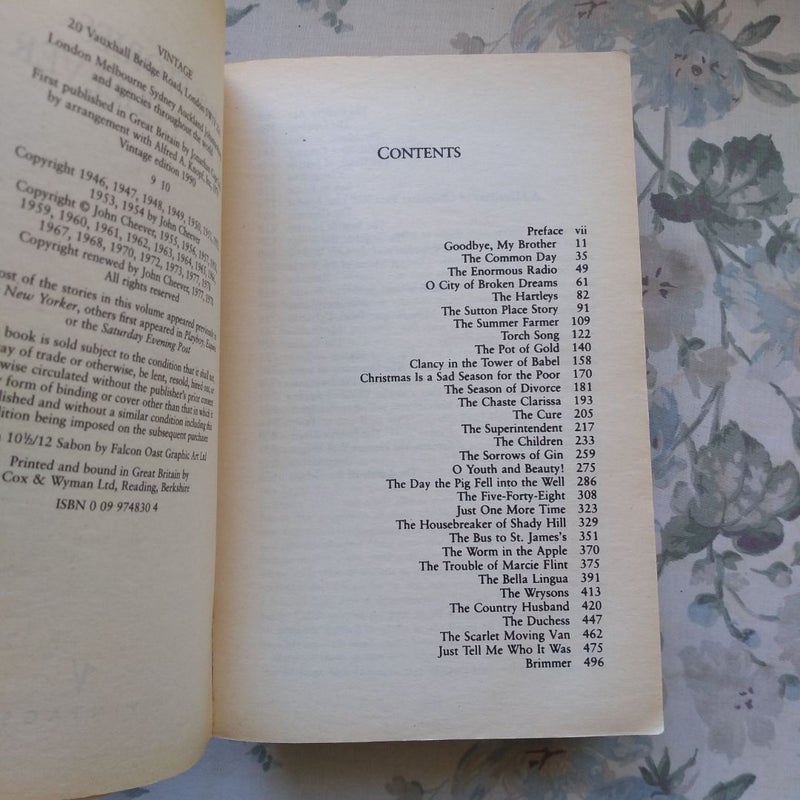 VINTAGE
20 Vauxhall Bridge Road, London
London Melbourne Sydney Auckland
and agencies throughout the world
First published in Great Britain by Jonathan
by arrangement with Alfred A. Knopf, Inc.
Vintage edition 1990
9 10
Copyright 1946, 1947, 1948, 1949, 1950,
1953, 1954 by John Cheever
Copyright © John Cheever, 1955, 1956, 1957,
1959, 1960, 1961, 1962, 1963, 1964,
1967, 1968, 1970, 1972, 1973,
Copyright renewed by John Cheever, 1977, 1978
All rights reserved
ost of the stories in this volume appeared previously
New Yorker, others first appeared in Playboy,
or the Saturday Evening Post
book is sold subject to the condition that it shall not,
ay of trade or otherwise, be lent, resold, hired out, or
wise circulated without the publisher's prior consent
form of binding or cover other than that in which it
lished and without a similar condition including this
dition being imposed on the subsequent purchaser
10½/12 Sabon by Falcon Oast Graphic Art Ltd
Printed and bound in Great Britain by
Cox & Wyman Ltd, Reading, Berkshire
ISBN 0 09 974830 4
CONTENTS
Preface vii
Goodbye, My Brother 11
The Common Day 35
The Enormous Radio 49
O City of Broken Dreams 61
The Hartleys 82
The Sutton Place Story 91
The Summer Farmer 109
Torch Song 122
The Pot of Gold 140
Clancy in the Tower of Babel 158
Christmas Is a Sad Season for the Poor 170
The Season of Divorce 181
The Chaste Clarissa 193
The Cure 205
The Superintendent 217
The Children 233
The Sorrows of Gin 259
O Youth and Beauty! 275
The Day the Pig Fell into the Well 286
The Five-Forty-Eight 308
Just One More Time 323
The Housebreaker of Shady Hill 329
The Bus to St. James's 351
The Worm in the Apple 370
The Trouble of Marcie Flint 375
The Bella Lingua 391
The Wrysons 413
The Country Husband 420
The Duchess 447
The Scarlet Moving Van 462
Just Tell Me Who It Was 475
Brimmer 496